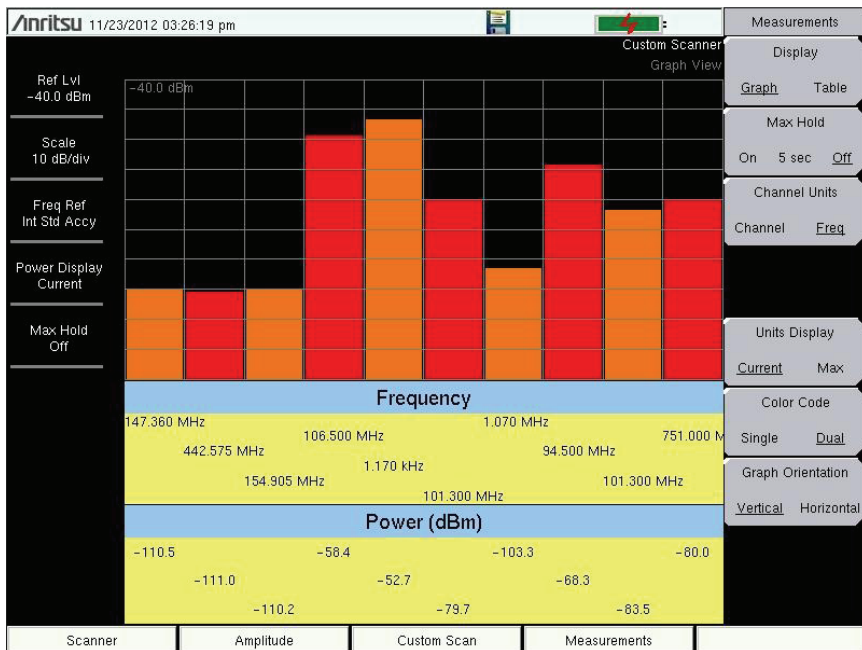 Anritsu 11/23/2012 03:26:19 pm
Custom Scanner
Graph View
Ref Lvl
-40.0 dBm
Scale
10 dB/div
Freq Ref
Int Std Accy
Power Display
Current
Max Hold
Off
-40.0 dBm
Frequency
147.360 MHz 1.070 MHz
106.500 MHz 751.000 M
442.575 MHz 94.500 MHz
1.170 kHz
154.905 MHz 101.300 MHz
101.300 MHz
Power (dBm)
-110.5 -58.4 -103.3 -80.0
-111.0 -52.7 -68.3
-110.2 -79.7 -83.5
Measurements
Display
Graph Table
Max Hold
On 5 sec Off
Channel Units
Channel Freq
Units Display
Current Max
Color Code
Single Dual
Graph Orientation
Vertical Horizontal
Scanner Amplitude Custom Scan Measurements